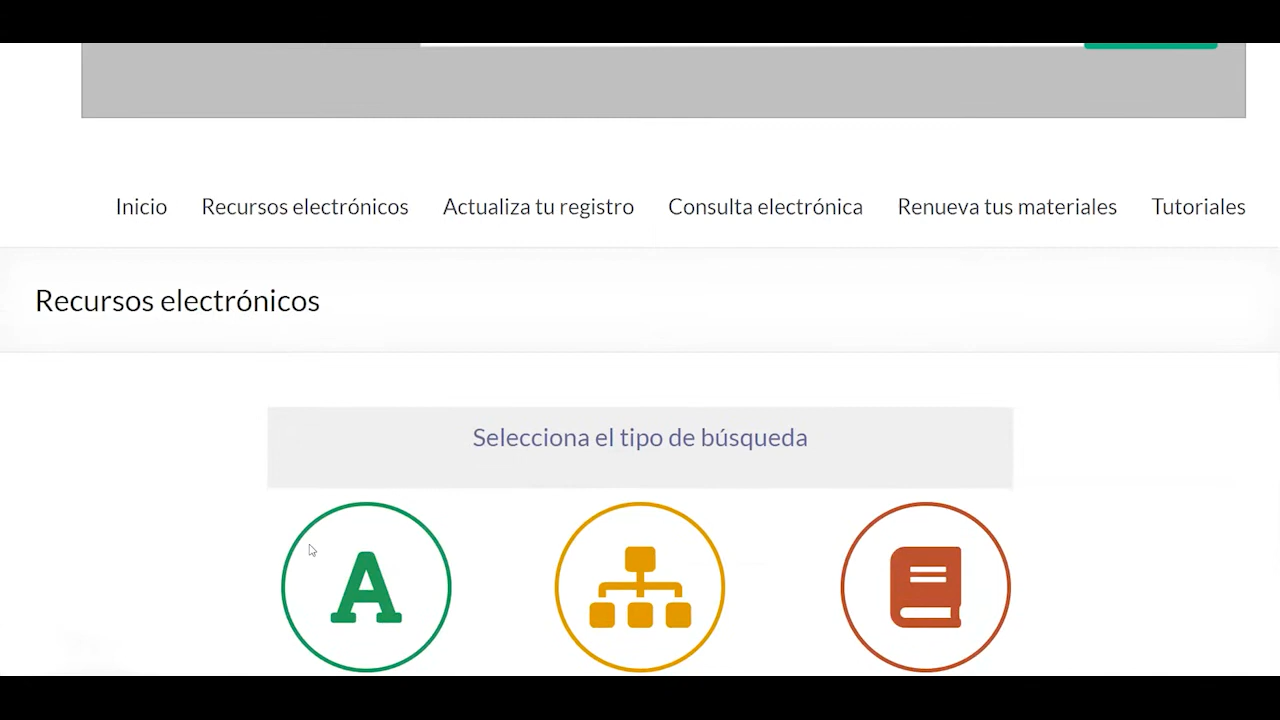 Inicio Recursos electrónicos Actualiza tu registro Consulta electrónica Renueva tus materiales Tutoriales
Recursos electrónicos
Selecciona el tipo de búsqueda
A